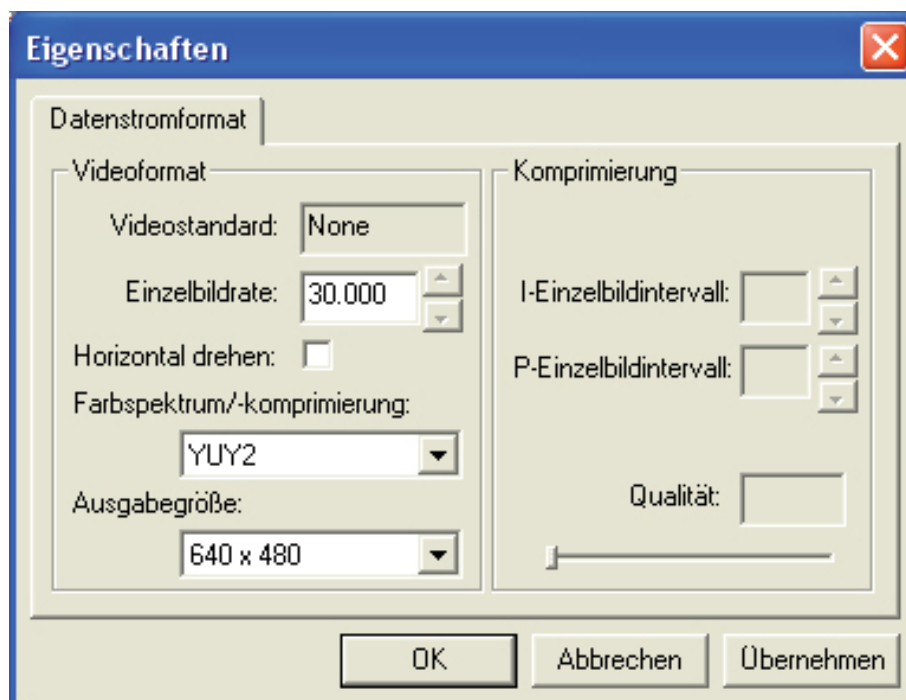 Eigenschaften
Datenstromformat
Videoformat
Videostandard: None
Einzelbildrate: 30.000
Horizontal drehen:
Farbspektrum/-komprimierung:
YUY2
Ausgabegröße:
640 x 480
Komprimierung
I-Einzelbildintervall:
P-Einzelbildintervall:
Qualität:
OK Abbrechen Übernehmen